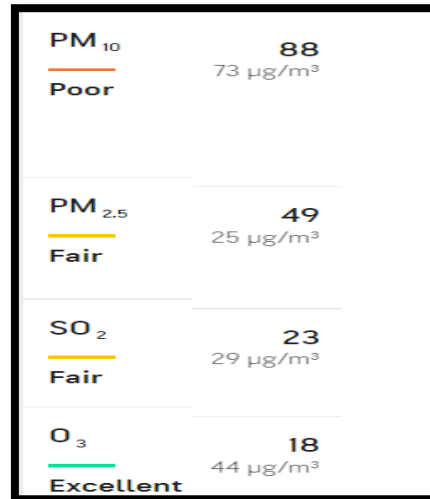 PM₁₀ 88
73 µg/m³
Poor
PM₂.₅ 49
25 µg/m³
Fair
SO₂ 23
29 µg/m³
Fair
O₃ 18
44 µg/m³
Excellent